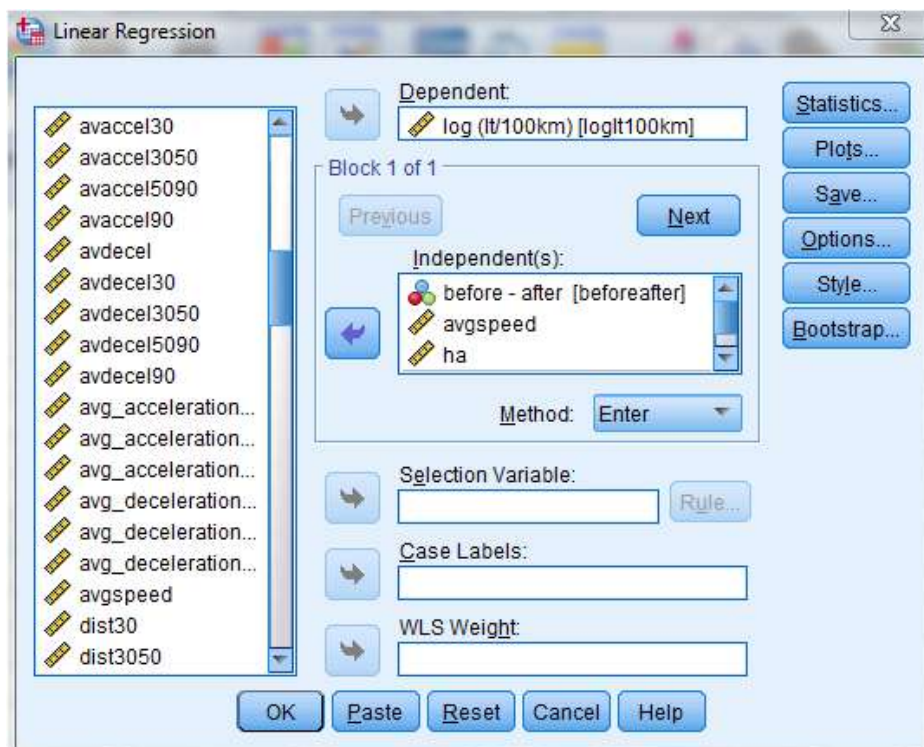 Linear Regression
avaccel30
avaccel3050
avaccel5090
avaccel90
avdecel
avdecel30
avdecel3050
avdecel5090
avdecel90
avg_acceleration...
avg_acceleration...
avg_acceleration...
avg_deceleration...
avg_deceleration...
avg_deceleration...
avgspeed
dist30
dist3050
Dependent:
log (lt/100km) [loglt100km]
Block 1 of 1
Previous
Next
Independent(s):
before - after [beforeafter]
avgspeed
ha
Method: Enter
Selection Variable:
Rule...
Case Labels:
WLS Weight:
Statistics...
Plots...
Save...
Options...
Style...
Bootstrap...
OK Paste Reset Cancel Help